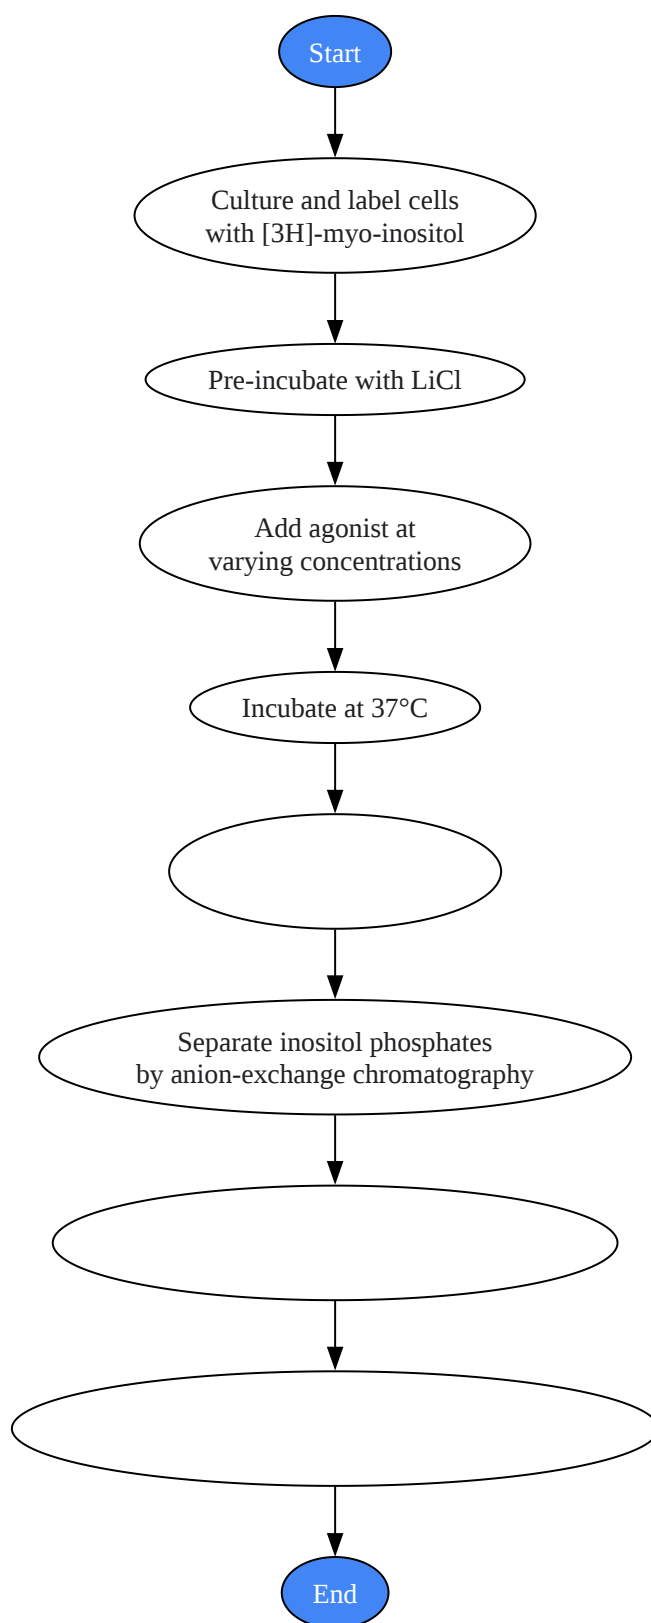 Start
Culture and label cells
with [3H]-myo-inositol
Pre-incubate with LiCl
Add agonist at
varying concentrations
Incubate at 37°C
Separate inositol phosphates
by anion-exchange chromatography
End